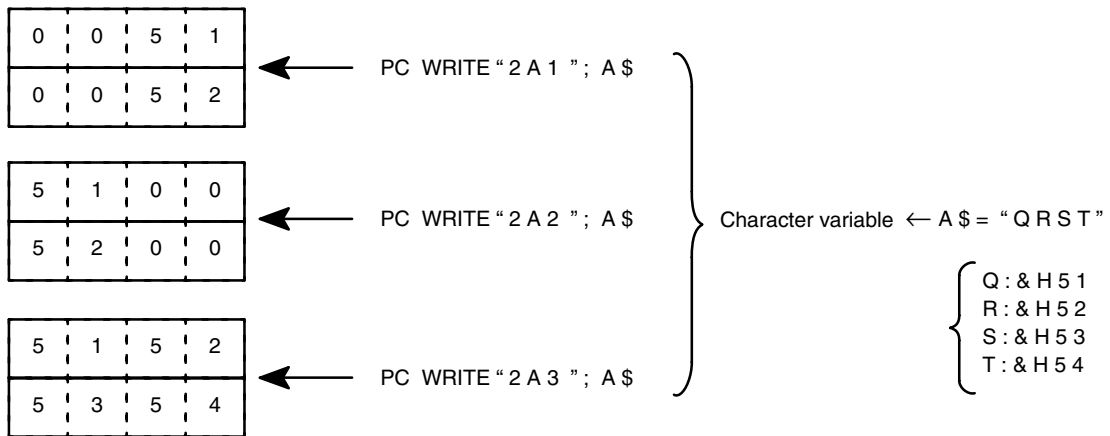 0 0 5 1
0 0 5 2
PC WRITE “ 2 A 1 ” ; A $
5 1 0 0
5 2 0 0
PC WRITE “ 2 A 2 ” ; A $
Character variable ← A $ = “ Q R S T ”
Q : & H 5 1
R : & H 5 2
S : & H 5 3
T : & H 5 4
5 1 5 2
5 3 5 4
PC WRITE “ 2 A 3 ” ; A $